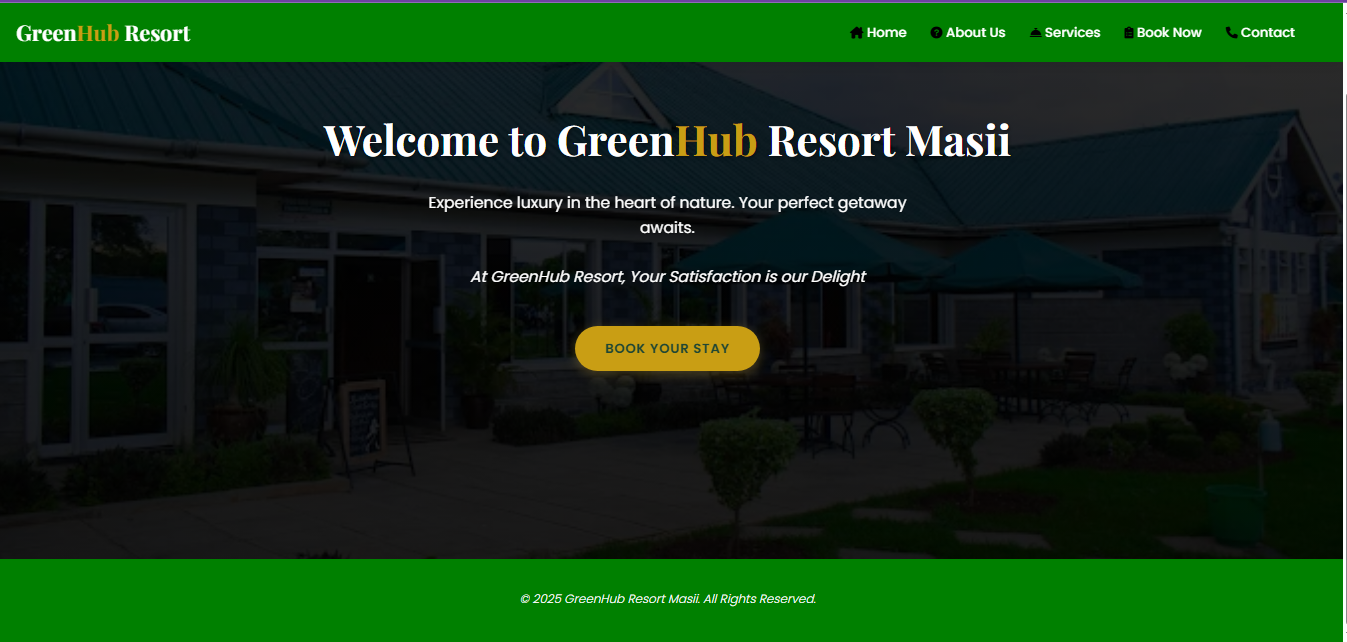 GreenHub Resort
Home About Us Services Book Now Contact
Welcome to GreenHub Resort Masii
Experience luxury in the heart of nature. Your perfect getaway
awaits.
At GreenHub Resort, Your Satisfaction is our Delight
BOOK YOUR STAY
© 2025 GreenHub Resort Masii. All Rights Reserved.